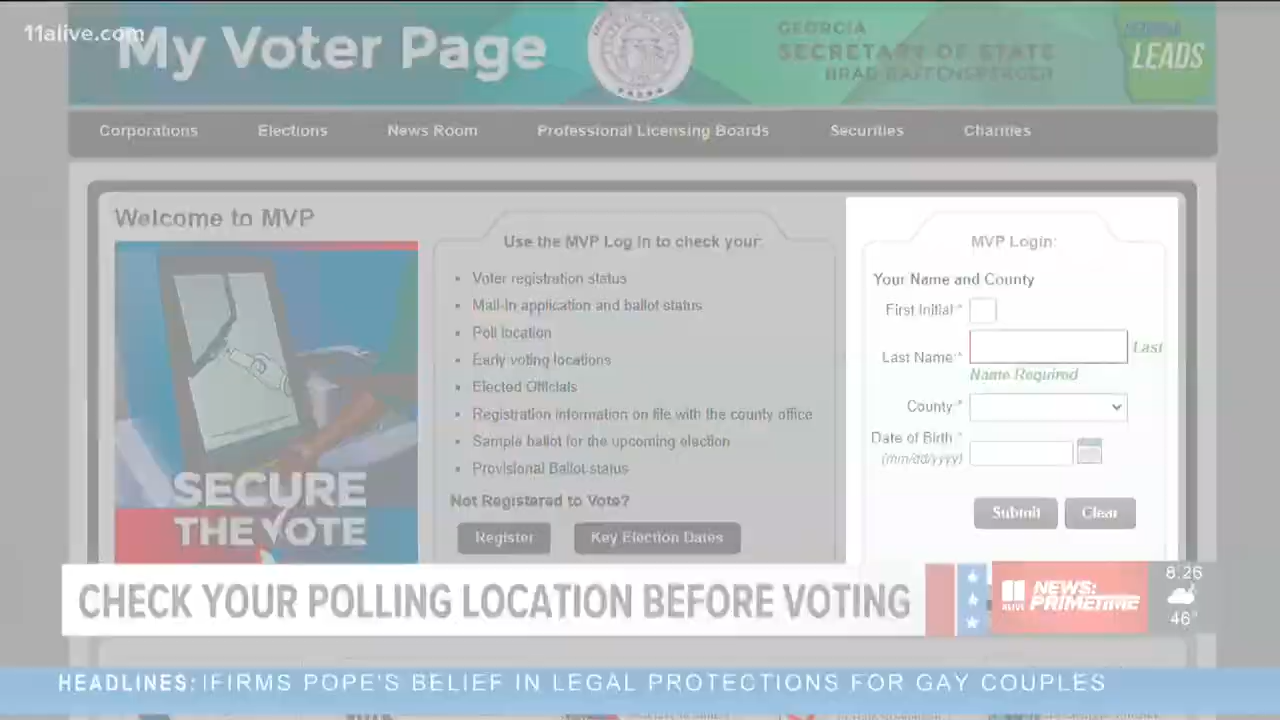 11alive.com
My Voter Page
GEORGIA
SECRETARY OF STATE
BRAD RAFFENSPERGER
LEADS
Corporations Elections News Room Professional Licensing Boards Securities Charities
Welcome to MVP
SECURE
THE VOTE
Use the MVP Log In to check your:
Voter registration status
Mail-In application and ballot status
Poll location
Early voting locations
Elected Officials
Registration information on file with the county office
Sample ballot for the upcoming election
Provisional Ballot status
Not Registered to Vote?
Register Key Election Dates
MVP Login:
Your Name and County
First Initial:*
Last Name:* Last
Name Required
County:*
Date of Birth:*
(mm/dd/yyyy)
Submit Clear
CHECK YOUR POLLING LOCATION BEFORE VOTING
11 ALIVE NEWS: PRIMETIME
8:26
46°
HEADLINES: IFIRMS POPE'S BELIEF IN LEGAL PROTECTIONS FOR GAY COUPLES